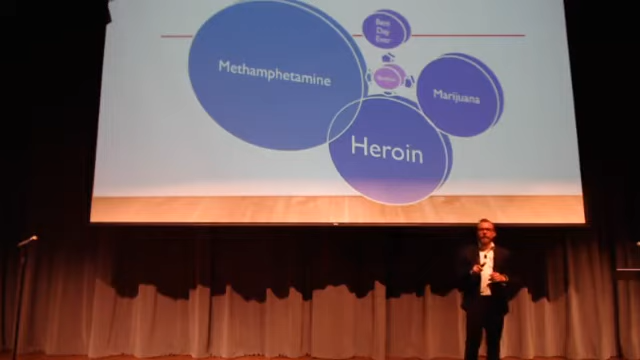 Best
Day
Ever
Methamphetamine
Marijuana
Heroin